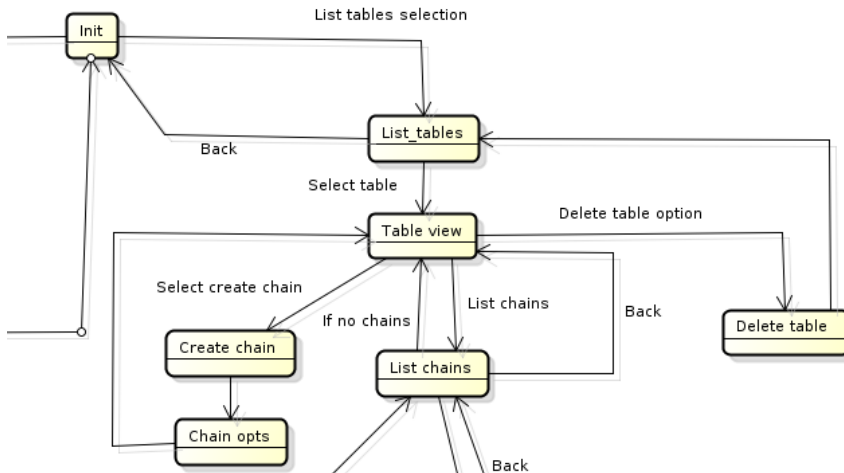 List tables selection
Init
List_tables
Back
Select table
Delete table option
Table view
Select create chain
List chains
If no chains
Back
Delete table
Create chain
List chains
Chain opts
Back